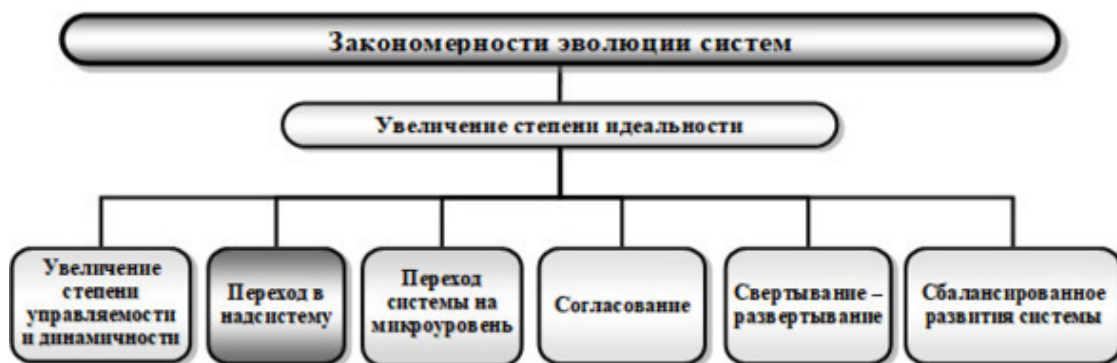 Закономерности эволюции систем
Увеличение степени идеальности
Увеличение
степени
управляемости
и динамичности
Переход в
надсистему
Переход
системы на
микроуровень
Согласование
Свертывание –
развертывание
Сбалансированное
развития системы